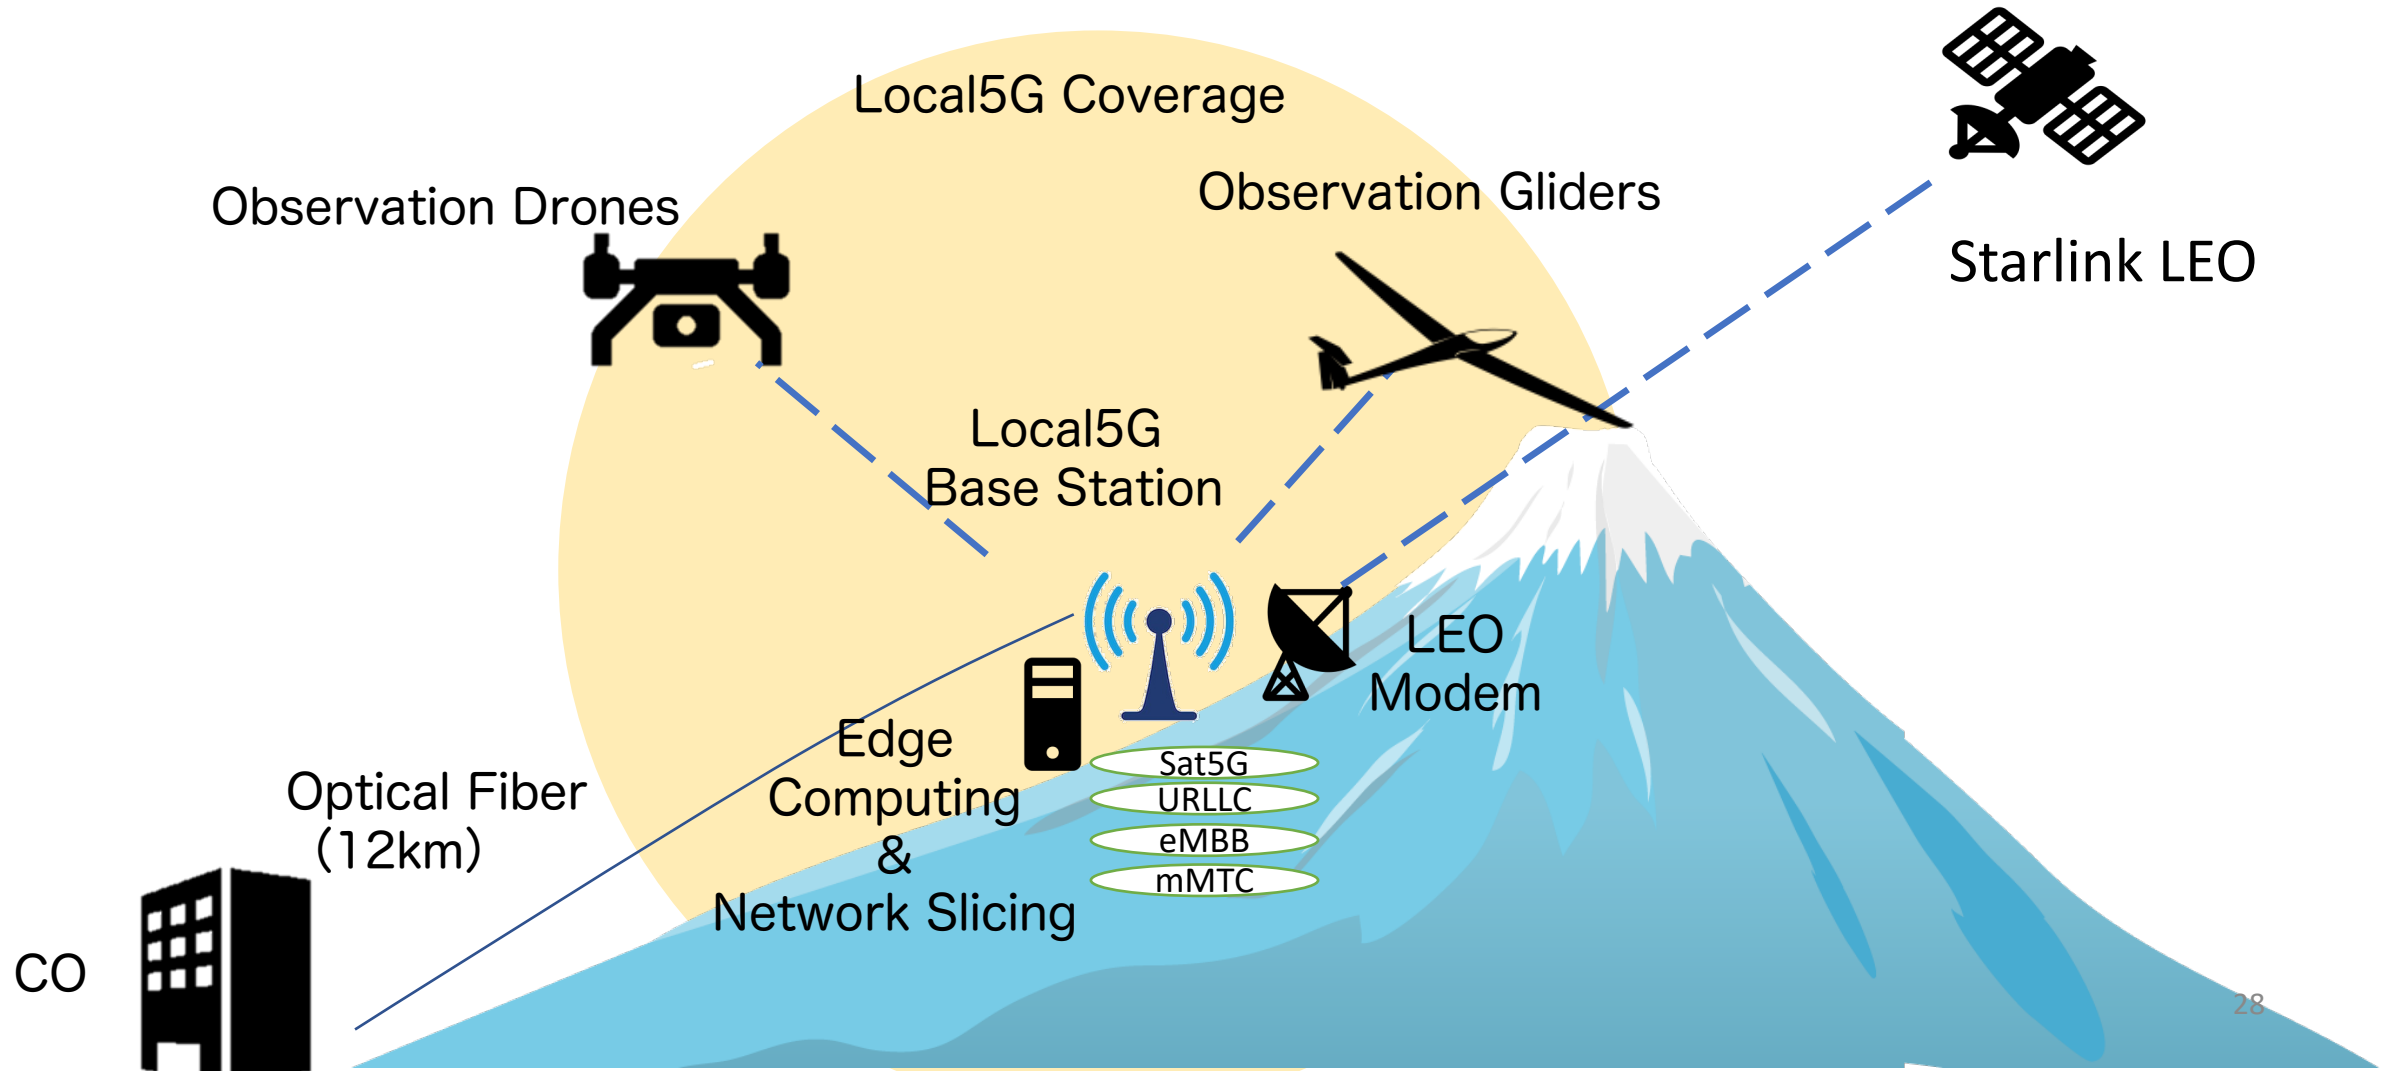 Local5G Coverage
Observation Drones
Observation Gliders
Starlink LEO
Local5G
Base Station
LEO
Modem
Edge
Computing
&
Network Slicing
Sat5G
URLLC
eMBB
mMTC
Optical Fiber
(12km)
CO
28